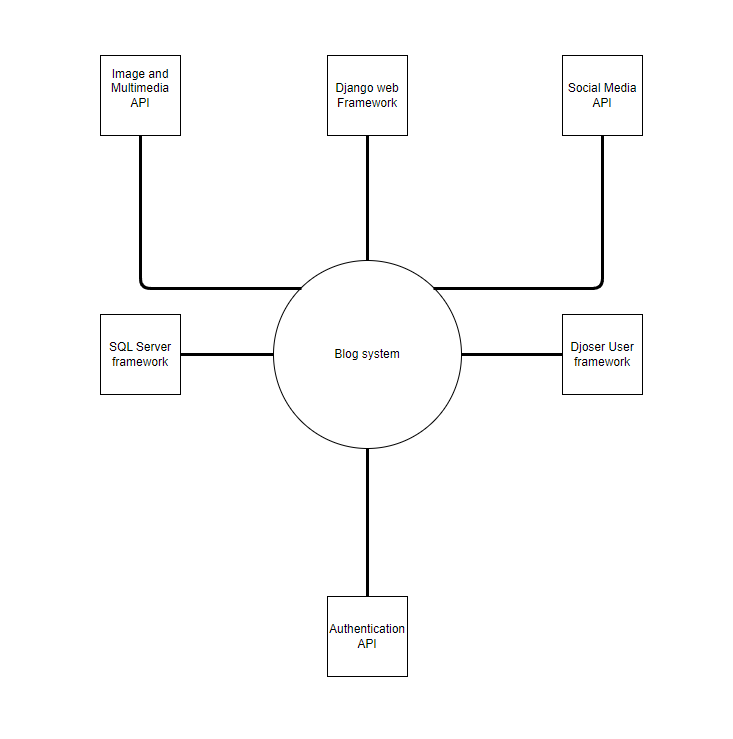 Image and
Multimedia
API
Django web
Framework
Social Media
API
SQL Server
framework
Blog system
Djoser User
framework
Authentication
API